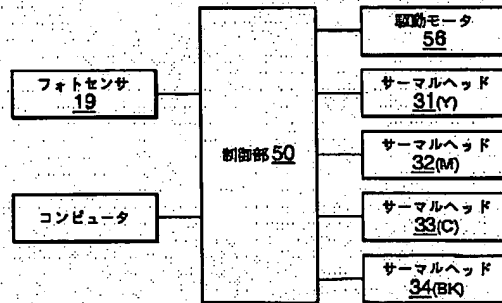 フォトセンサ
19
コンピュータ
制御部 50
駆動モータ
56
サーマルヘッド
31(Y)
サーマルヘッド
32(M)
サーマルヘッド
33(C)
サーマルヘッド
34(BK)